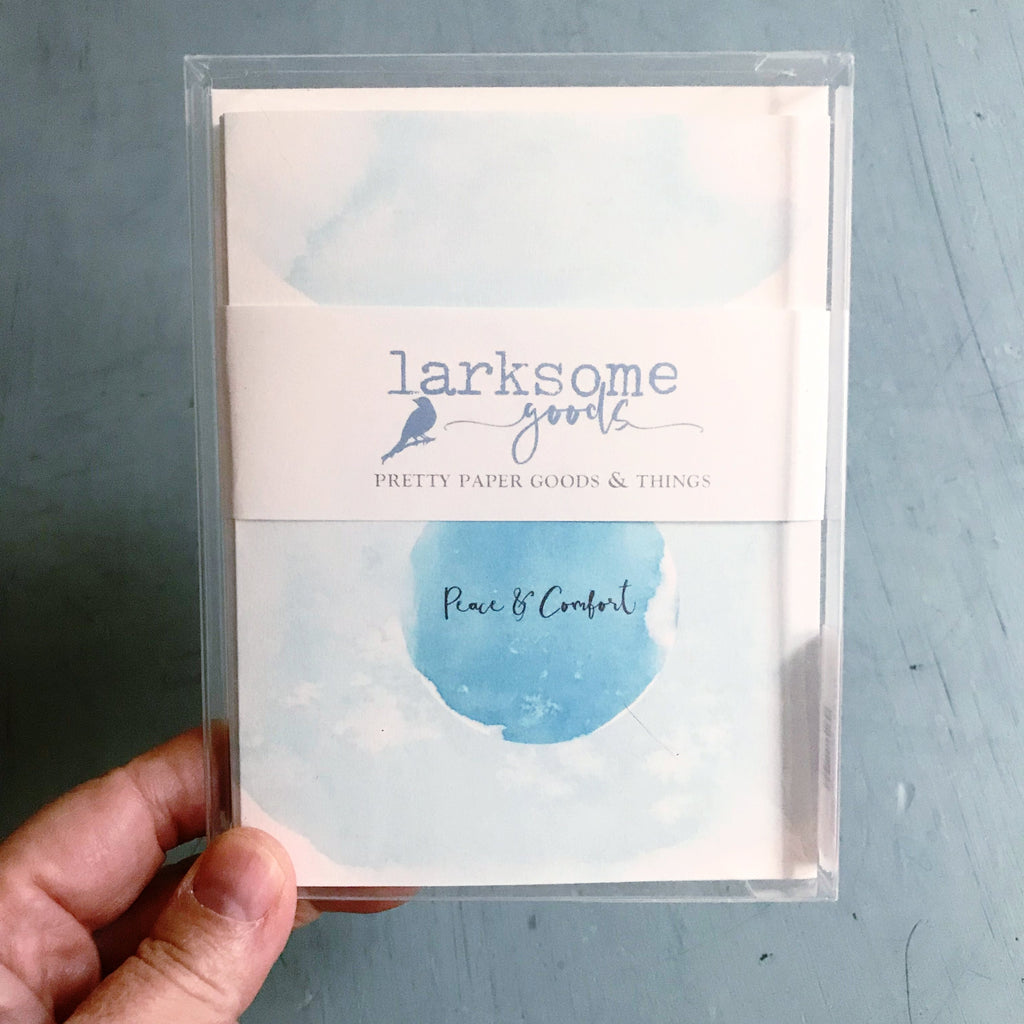 larksome
goods
PRETTY PAPER GOODS & THINGS
Peace & Comfort